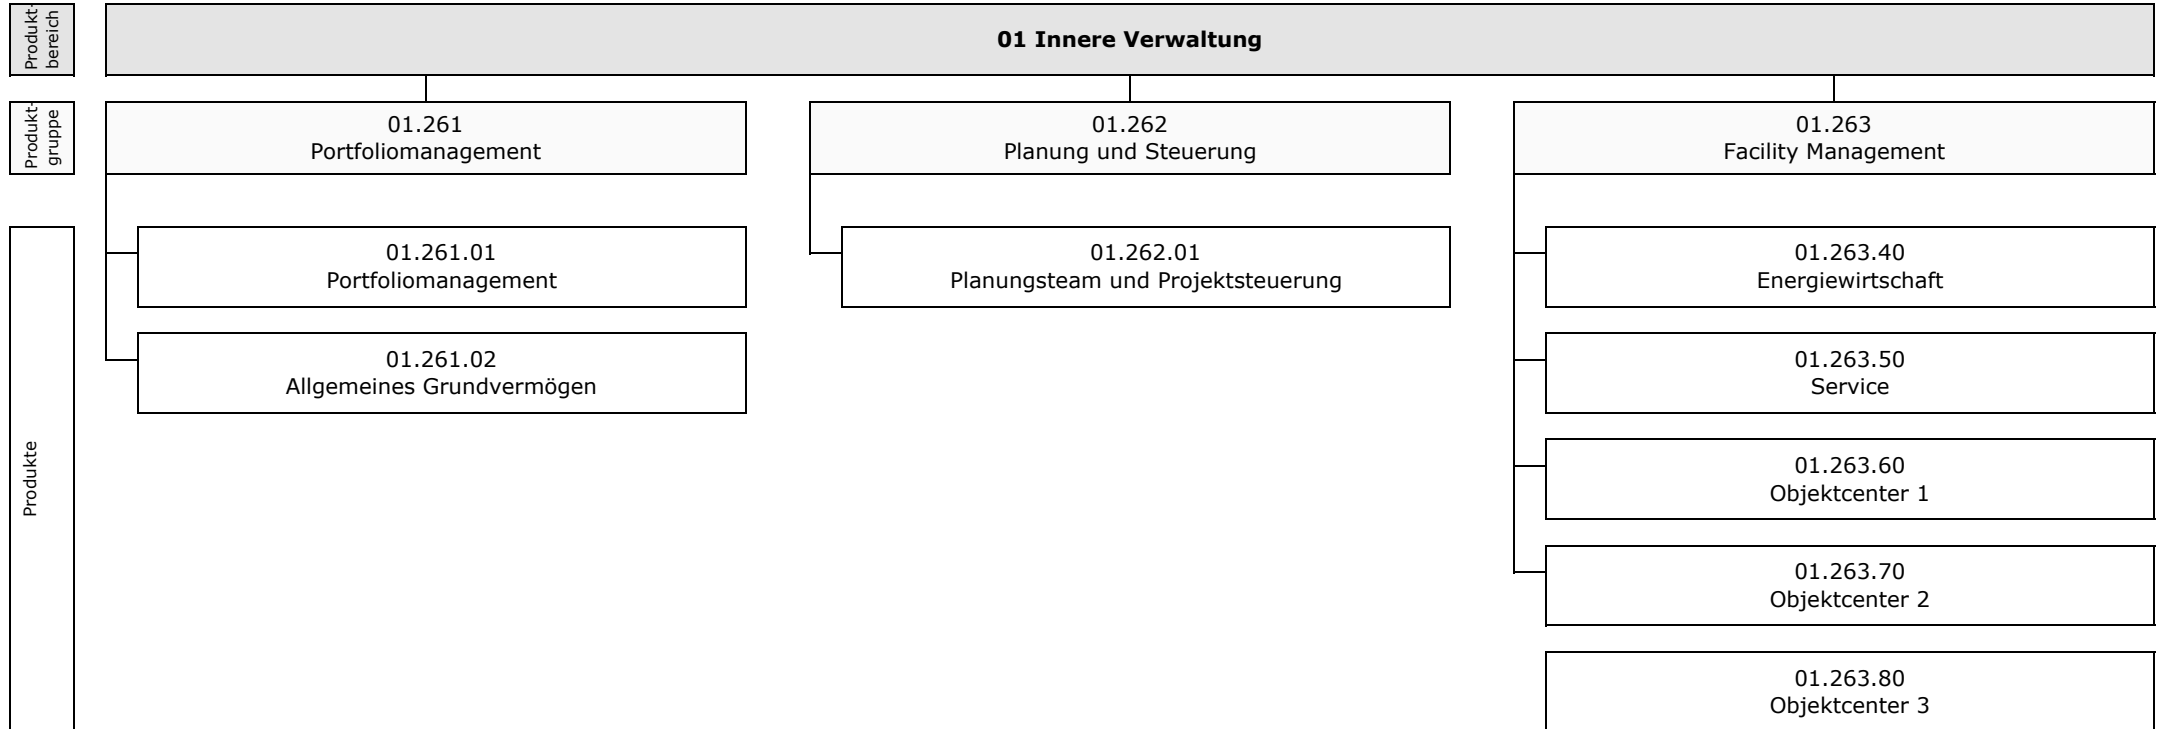 Produkt-
bereich
01 Innere Verwaltung
Produkt-
gruppe
01.261
Portfoliomanagement
01.262
Planung und Steuerung
01.263
Facility Management
Produkte
01.261.01
Portfoliomanagement
01.261.02
Allgemeines Grundvermögen
01.262.01
Planungsteam und Projektsteuerung
01.263.40
Energiewirtschaft
01.263.50
Service
01.263.60
Objektcenter 1
01.263.70
Objektcenter 2
01.263.80
Objektcenter 3